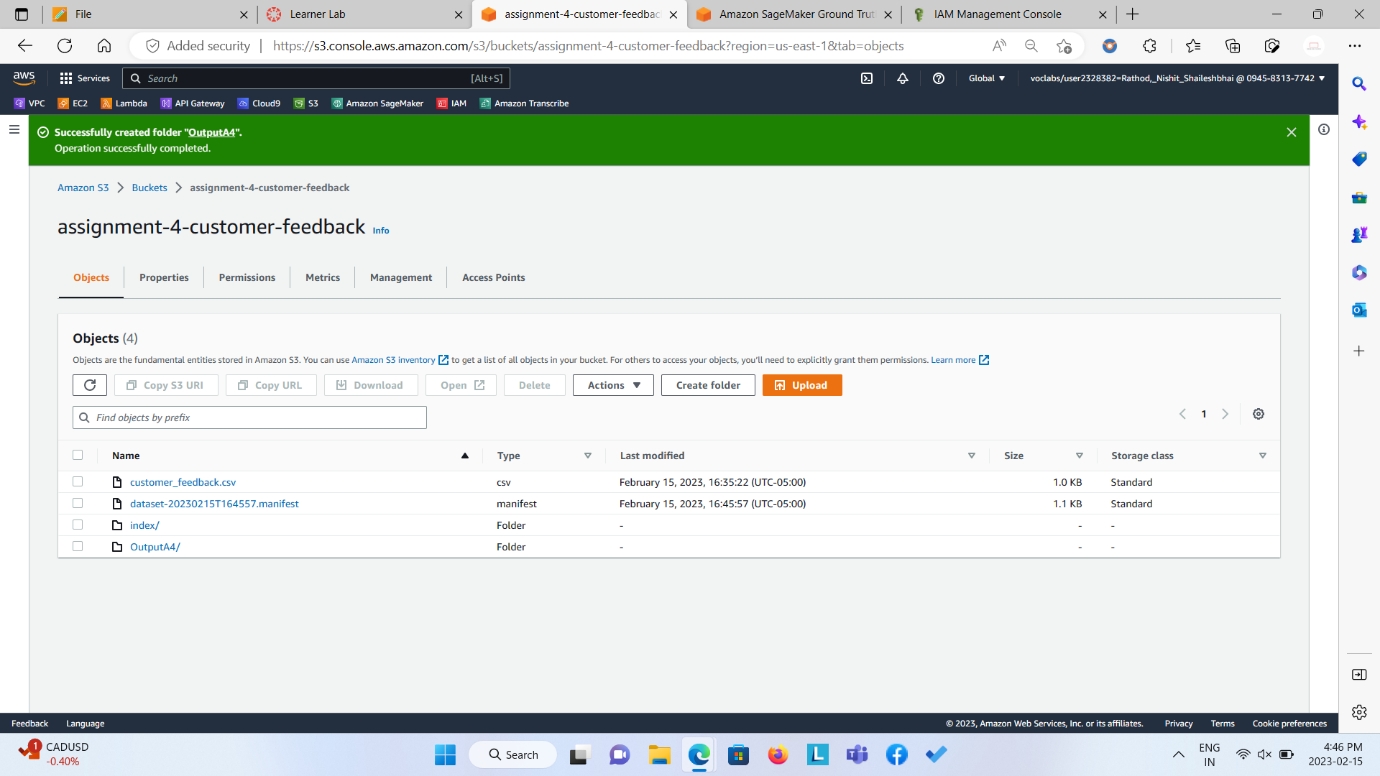 File
Learner Lab
assignment-4-customer-feedbac
Amazon SageMaker Ground Trut
IAM Management Console
Added security
https://s3.console.aws.amazon.com/s3/buckets/assignment-4-customer-feedback?region=us-east-1&tab=objects
aws
Services
Search
[Alt+S]
Global
voclabs/user2328382=Rathod,_Nishit_Shaileshbhai @ 0945-8313-7742
VPC
EC2
Lambda
API Gateway
Cloud9
S3
Amazon SageMaker
IAM
Amazon Transcribe
Successfully created folder "OutputA4".
Operation successfully completed.
Amazon S3
Buckets
assignment-4-customer-feedback
assignment-4-customer-feedback Info
Objects
Properties
Permissions
Metrics
Management
Access Points
Objects (4)
Objects are the fundamental entities stored in Amazon S3. You can use Amazon S3 inventory to get a list of all objects in your bucket. For others to access your objects, you'll need to explicitly grant them permissions. Learn more
Copy S3 URI
Copy URL
Download
Open
Delete
Actions
Create folder
Upload
Find objects by prefix
1
Name
Type
Last modified
Size
Storage class
customer_feedback.csv
csv
February 15, 2023, 16:35:22 (UTC-05:00)
1.0 KB
Standard
dataset-20230215T164557.manifest
manifest
February 15, 2023, 16:45:57 (UTC-05:00)
1.1 KB
Standard
index/
Folder
-
-
-
OutputA4/
Folder
-
-
-
Feedback
Language
© 2023, Amazon Web Services, Inc. or its affiliates.
Privacy
Terms
Cookie preferences
1
CADUSD
-0.40%
Search
ENG
IN
4:46 PM
2023-02-15